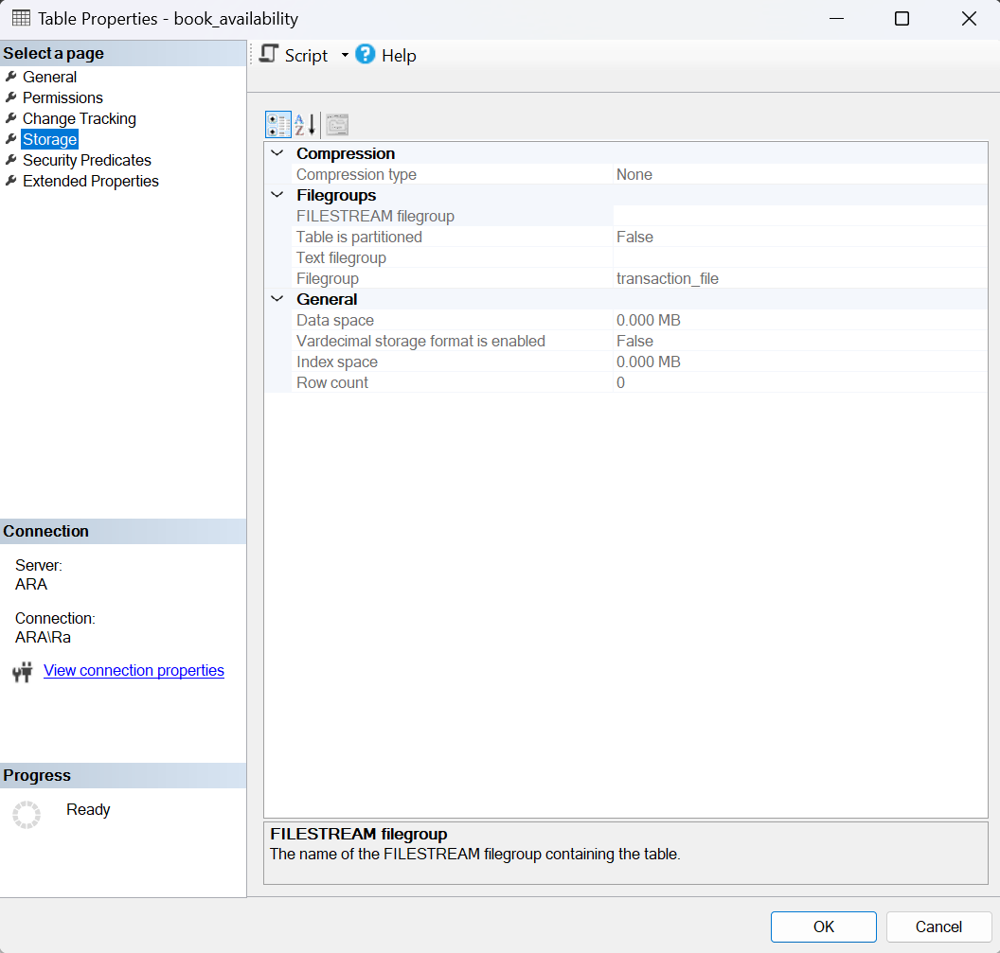 Table Properties - book_availability
Select a page
General
Permissions
Change Tracking
Storage
Security Predicates
Extended Properties
Script
Help
A
Z
Compression
Compression type None
Filegroups
FILESTREAM filegroup
Table is partitioned False
Text filegroup
Filegroup transaction_file
General
Data space 0.000 MB
Vardecimal storage format is enabled False
Index space 0.000 MB
Row count 0
Connection
Server:
ARA
Connection:
ARA\Ra
View connection properties
Progress
Ready
FILESTREAM filegroup
The name of the FILESTREAM filegroup containing the table.
OK Cancel